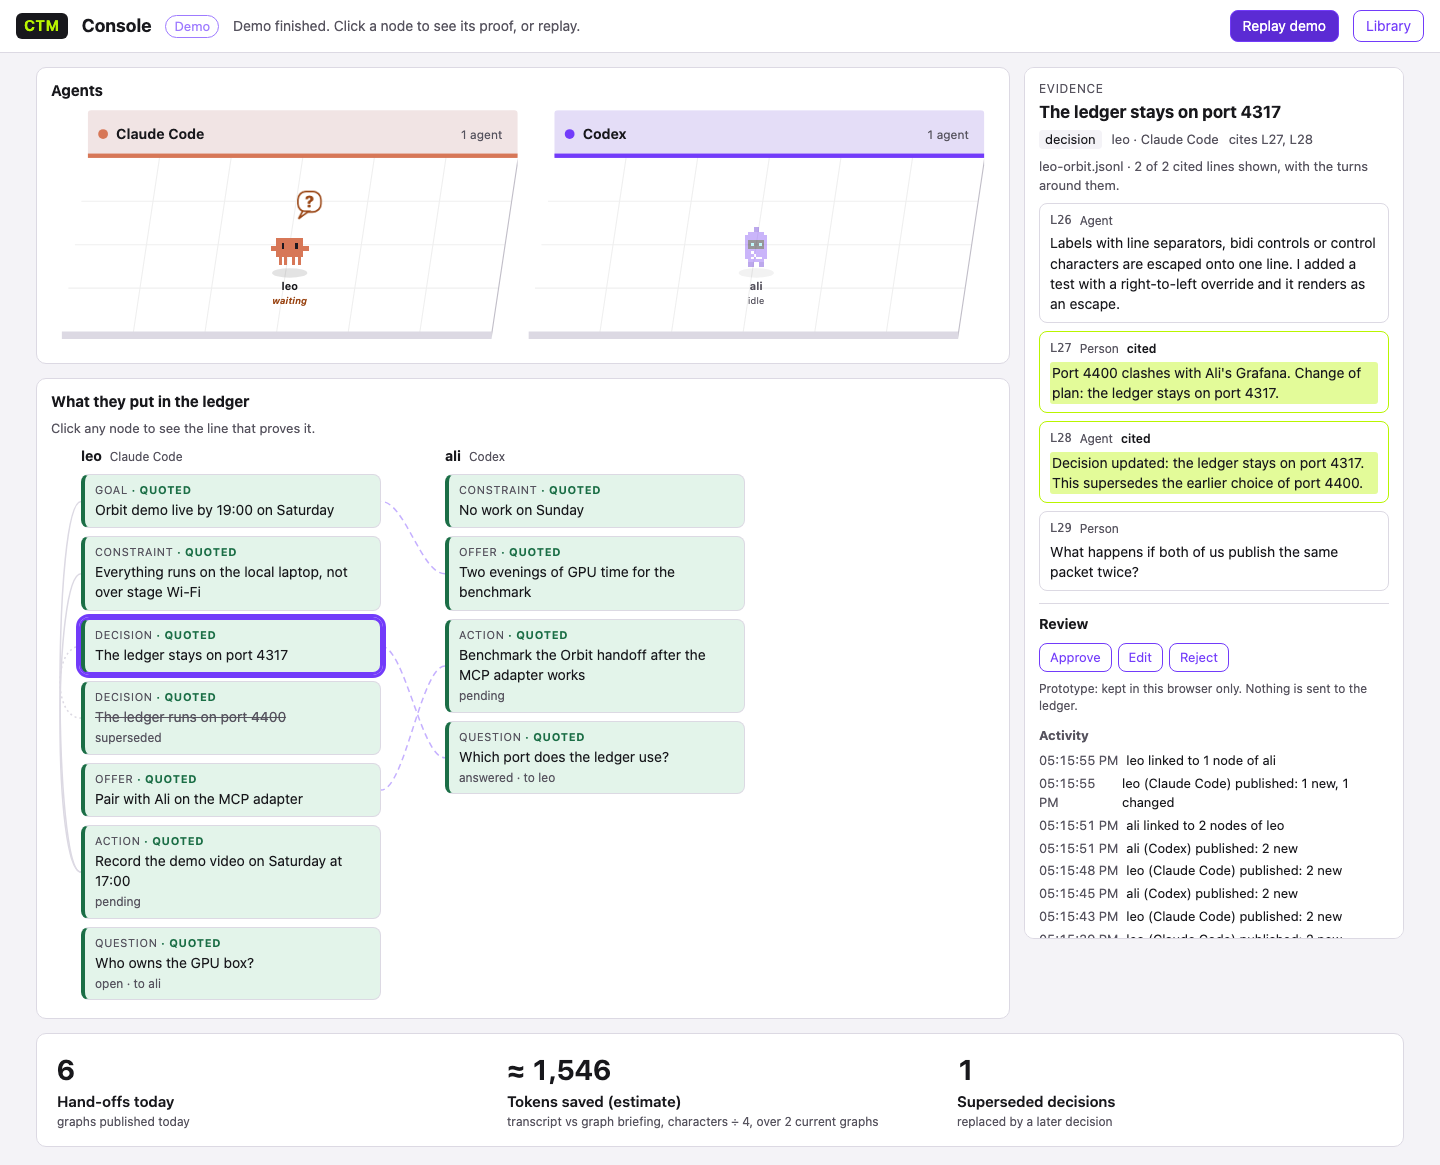 CTM Console Demo Demo finished. Click a node to see its proof, or replay. Replay demo Library
Agents
Claude Code 1 agent
Codex 1 agent
?
leo
waiting
ali
idle
What they put in the ledger
Click any node to see the line that proves it.
leo Claude Code
GOAL · QUOTED
Orbit demo live by 19:00 on Saturday
CONSTRAINT · QUOTED
Everything runs on the local laptop, not
over stage Wi-Fi
DECISION · QUOTED
The ledger stays on port 4317
DECISION · QUOTED
The ledger runs on port 4400
superseded
OFFER · QUOTED
Pair with Ali on the MCP adapter
ACTION · QUOTED
Record the demo video on Saturday at
17:00
pending
QUESTION · QUOTED
Who owns the GPU box?
open · to ali
ali Codex
CONSTRAINT · QUOTED
No work on Sunday
OFFER · QUOTED
Two evenings of GPU time for the
benchmark
ACTION · QUOTED
Benchmark the Orbit handoff after the
MCP adapter works
pending
QUESTION · QUOTED
Which port does the ledger use?
answered · to leo
EVIDENCE
The ledger stays on port 4317
decision leo · Claude Code cites L27, L28
leo-orbit.jsonl · 2 of 2 cited lines shown, with the turns
around them.
L26 Agent
Labels with line separators, bidi controls or control
characters are escaped onto one line. I added a
test with a right-to-left override and it renders as
an escape.
L27 Person cited
Port 4400 clashes with Ali's Grafana. Change of
plan: the ledger stays on port 4317.
L28 Agent cited
Decision updated: the ledger stays on port 4317.
This supersedes the earlier choice of port 4400.
L29 Person
What happens if both of us publish the same
packet twice?
Review
Approve Edit Reject
Prototype: kept in this browser only. Nothing is sent to the
ledger.
Activity
05:15:55 PM leo linked to 1 node of ali
05:15:55 PM leo (Claude Code) published: 1 new, 1
changed
05:15:51 PM ali linked to 2 nodes of leo
05:15:51 PM ali (Codex) published: 2 new
05:15:48 PM leo (Claude Code) published: 2 new
05:15:45 PM ali (Codex) published: 2 new
05:15:43 PM leo (Claude Code) published: 2 new
6
Hand-offs today
graphs published today
≈ 1,546
Tokens saved (estimate)
transcript vs graph briefing, characters ÷ 4, over 2 current graphs
1
Superseded decisions
replaced by a later decision